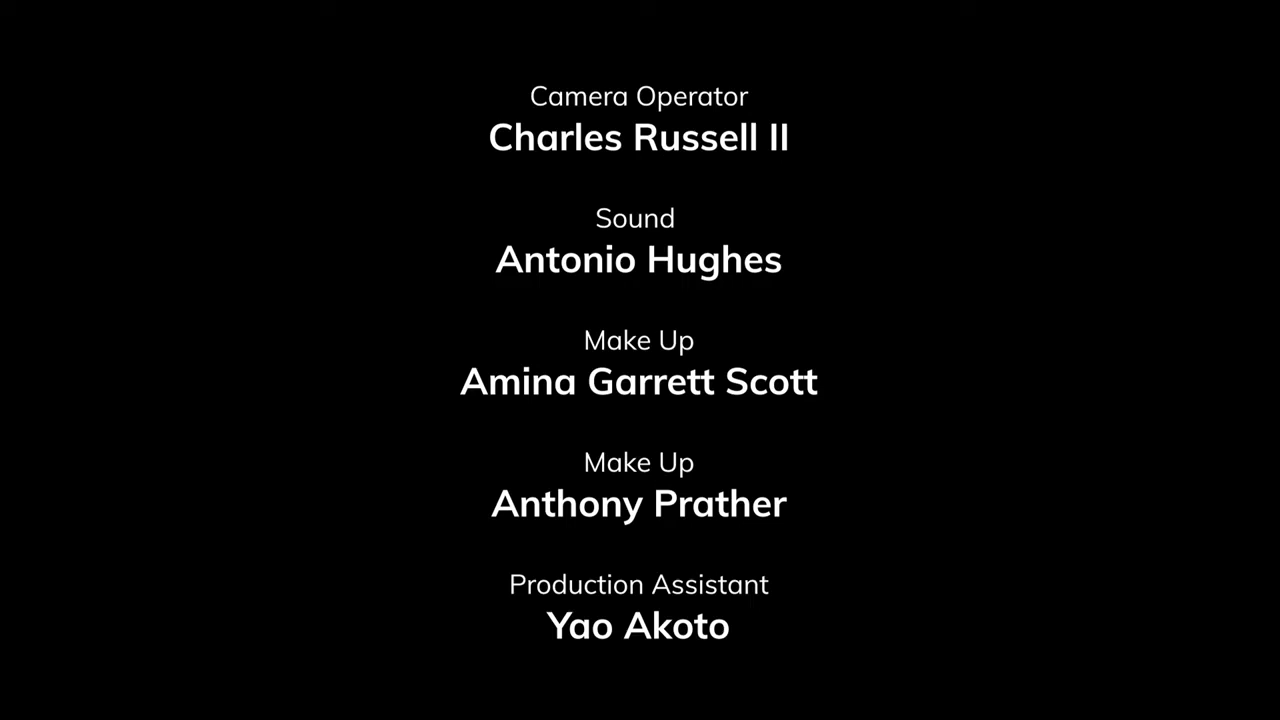 Camera Operator
Charles Russell II
Sound
Antonio Hughes
Make Up
Amina Garrett Scott
Make Up
Anthony Prather
Production Assistant
Yao Akoto